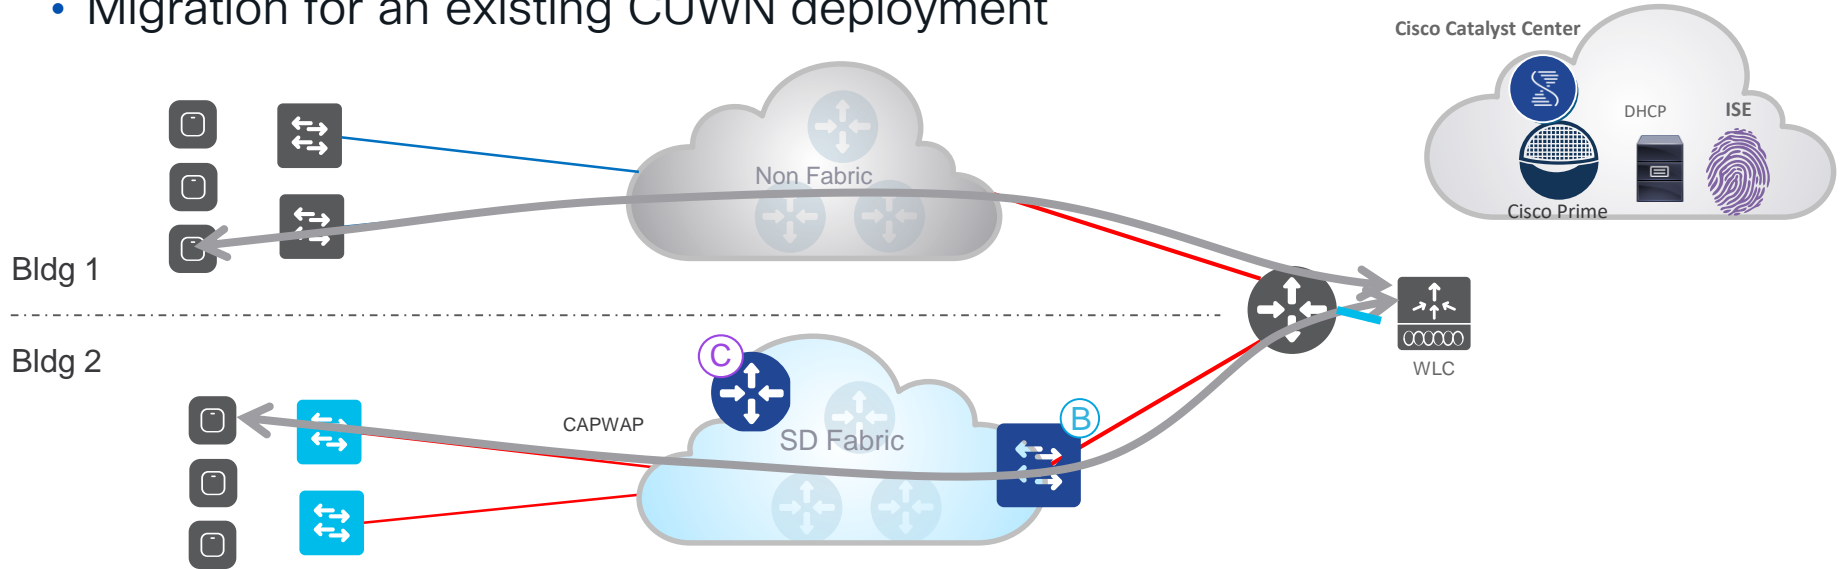 • Migration for an existing CUWN deployment
Cisco Catalyst Center
DHCP
ISE
Cisco Prime
Non Fabric
Bldg 1
WLC
Bldg 2
C
CAPWAP
SD Fabric
B